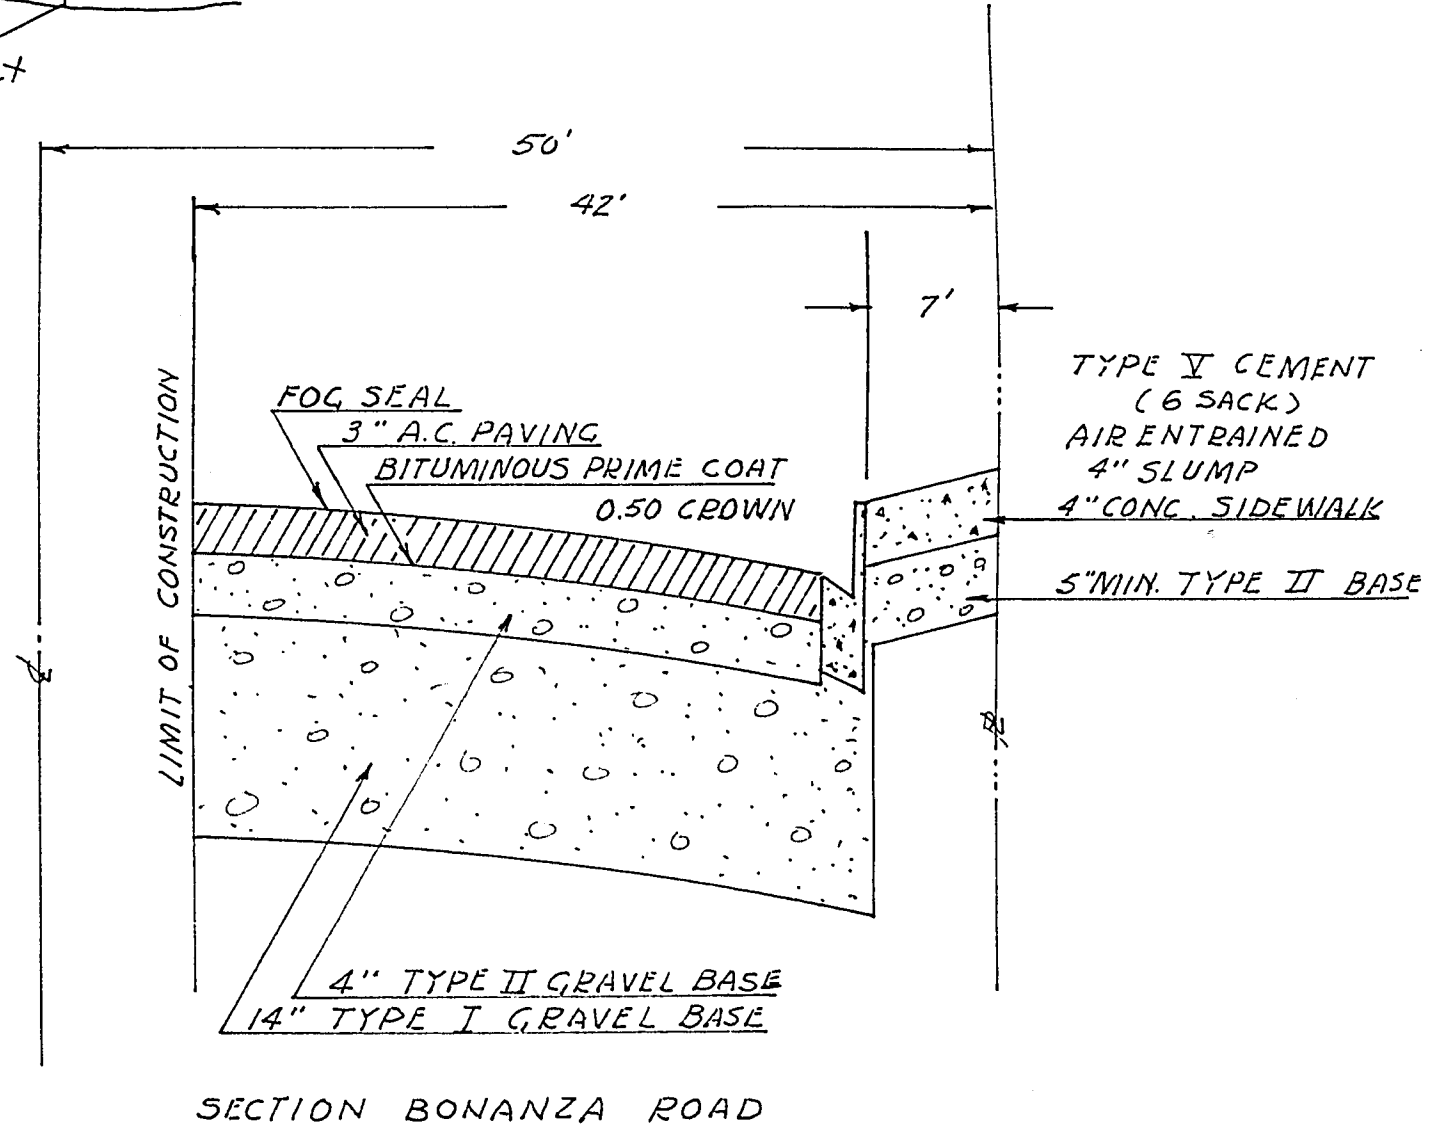 50'
42'
7'
TYPE V CEMENT
(6 SACK)
AIR ENTRAINED
4" SLUMP
4" CONC. SIDEWALK
FOG SEAL
3" A.C. PAVING
BITUMINOUS PRIME COAT
0.50 CROWN
LIMIT OF CONSTRUCTION
5" MIN. TYPE II BASE
4" TYPE II GRAVEL BASE
14" TYPE I GRAVEL BASE
SECTION BONANZA ROAD